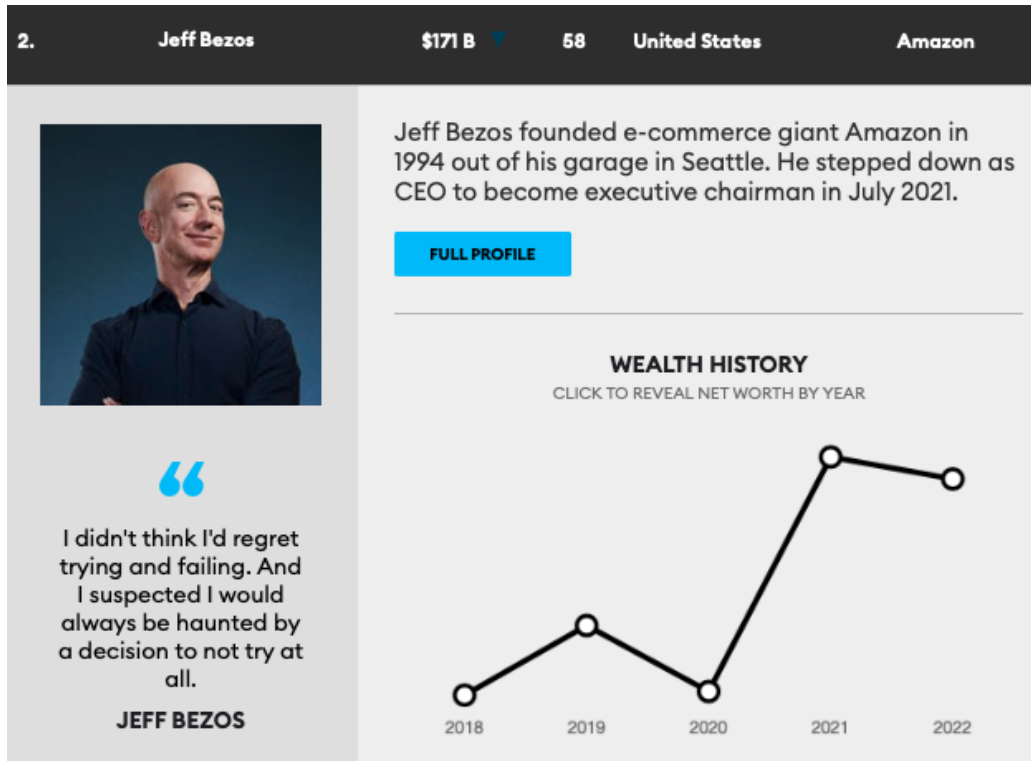 2. Jeff Bezos $171 B 58 United States Amazon
Jeff Bezos founded e-commerce giant Amazon in
1994 out of his garage in Seattle. He stepped down as
CEO to become executive chairman in July 2021.
FULL PROFILE
WEALTH HISTORY
CLICK TO REVEAL NET WORTH BY YEAR
2018 2019 2020 2021 2022
“
I didn't think I'd regret
trying and failing. And
I suspected I would
always be haunted by
a decision to not try at
all.
JEFF BEZOS